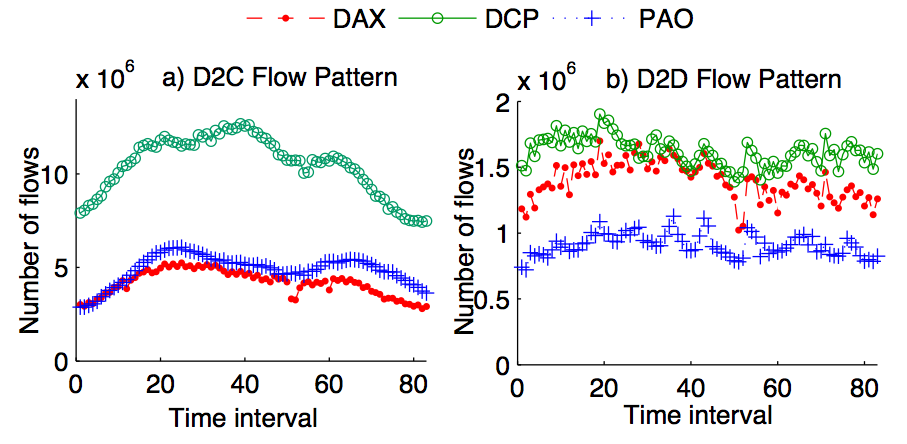 DAX DCP PAO
x 10^6 a) D2C Flow Pattern
Number of flows
10
5
0
0 20 40 60 80
Time interval
x 10^6 b) D2D Flow Pattern
Number of flows
2
1.5
1
0.5
0
0 20 40 60 80
Time interval